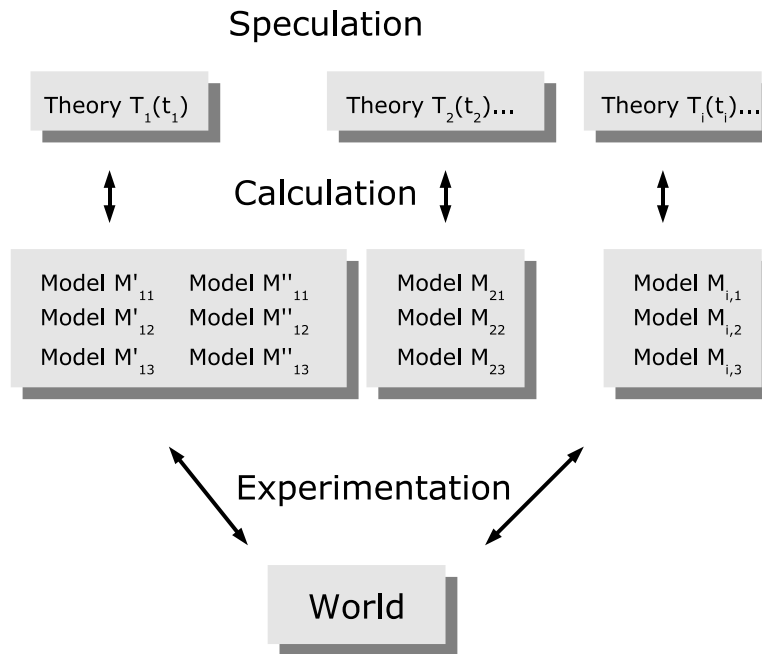 Speculation
Theory T₁(t₁)
Theory T₂(t₂)...
Theory Tᵢ(tᵢ)...
Calculation
Model M'₁₁
Model M''₁₁
Model M'₁₂
Model M''₁₂
Model M'₁₃
Model M''₁₃
Model M₂₁
Model M₂₂
Model M₂₃
Model Mᵢ,₁
Model Mᵢ,₂
Model Mᵢ,₃
Experimentation
World